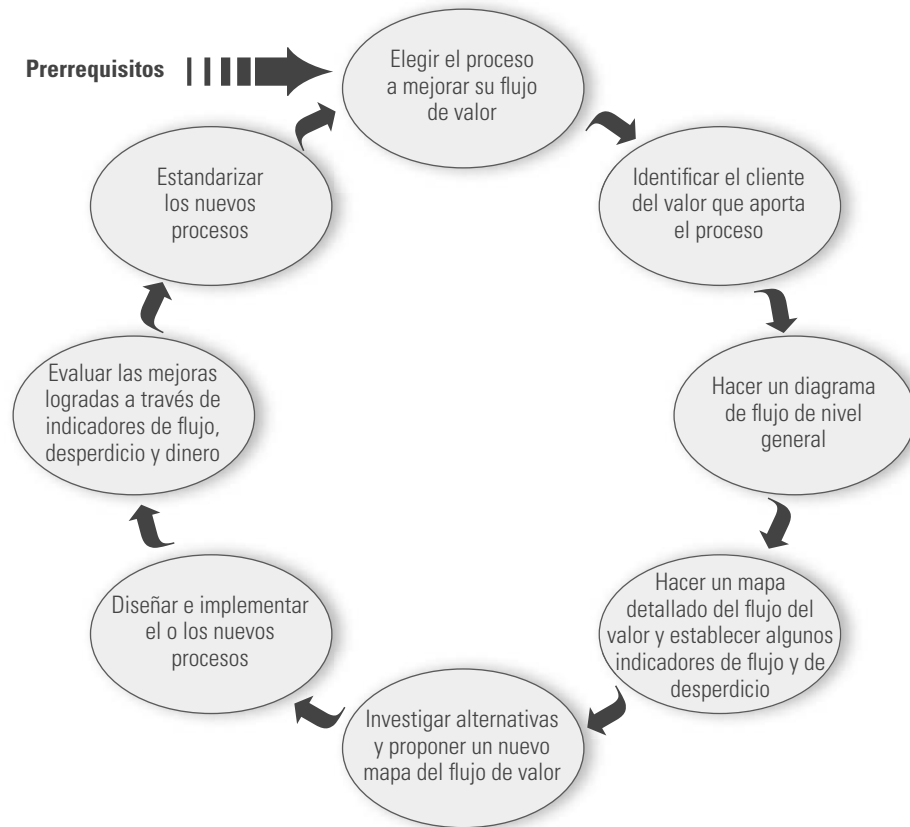 Prerrequisitos
Elegir el proceso
a mejorar su flujo
de valor
Identificar el cliente
del valor que aporta
el proceso
Hacer un diagrama
de flujo de nivel
general
Hacer un mapa
detallado del flujo del
valor y establecer algunos
indicadores de flujo y de
desperdicio
Investigar alternativas
y proponer un nuevo
mapa del flujo de valor
Diseñar e implementar
el o los nuevos
procesos
Evaluar las mejoras
logradas a través de
indicadores de flujo,
desperdicio y dinero
Estandarizar
los nuevos
procesos